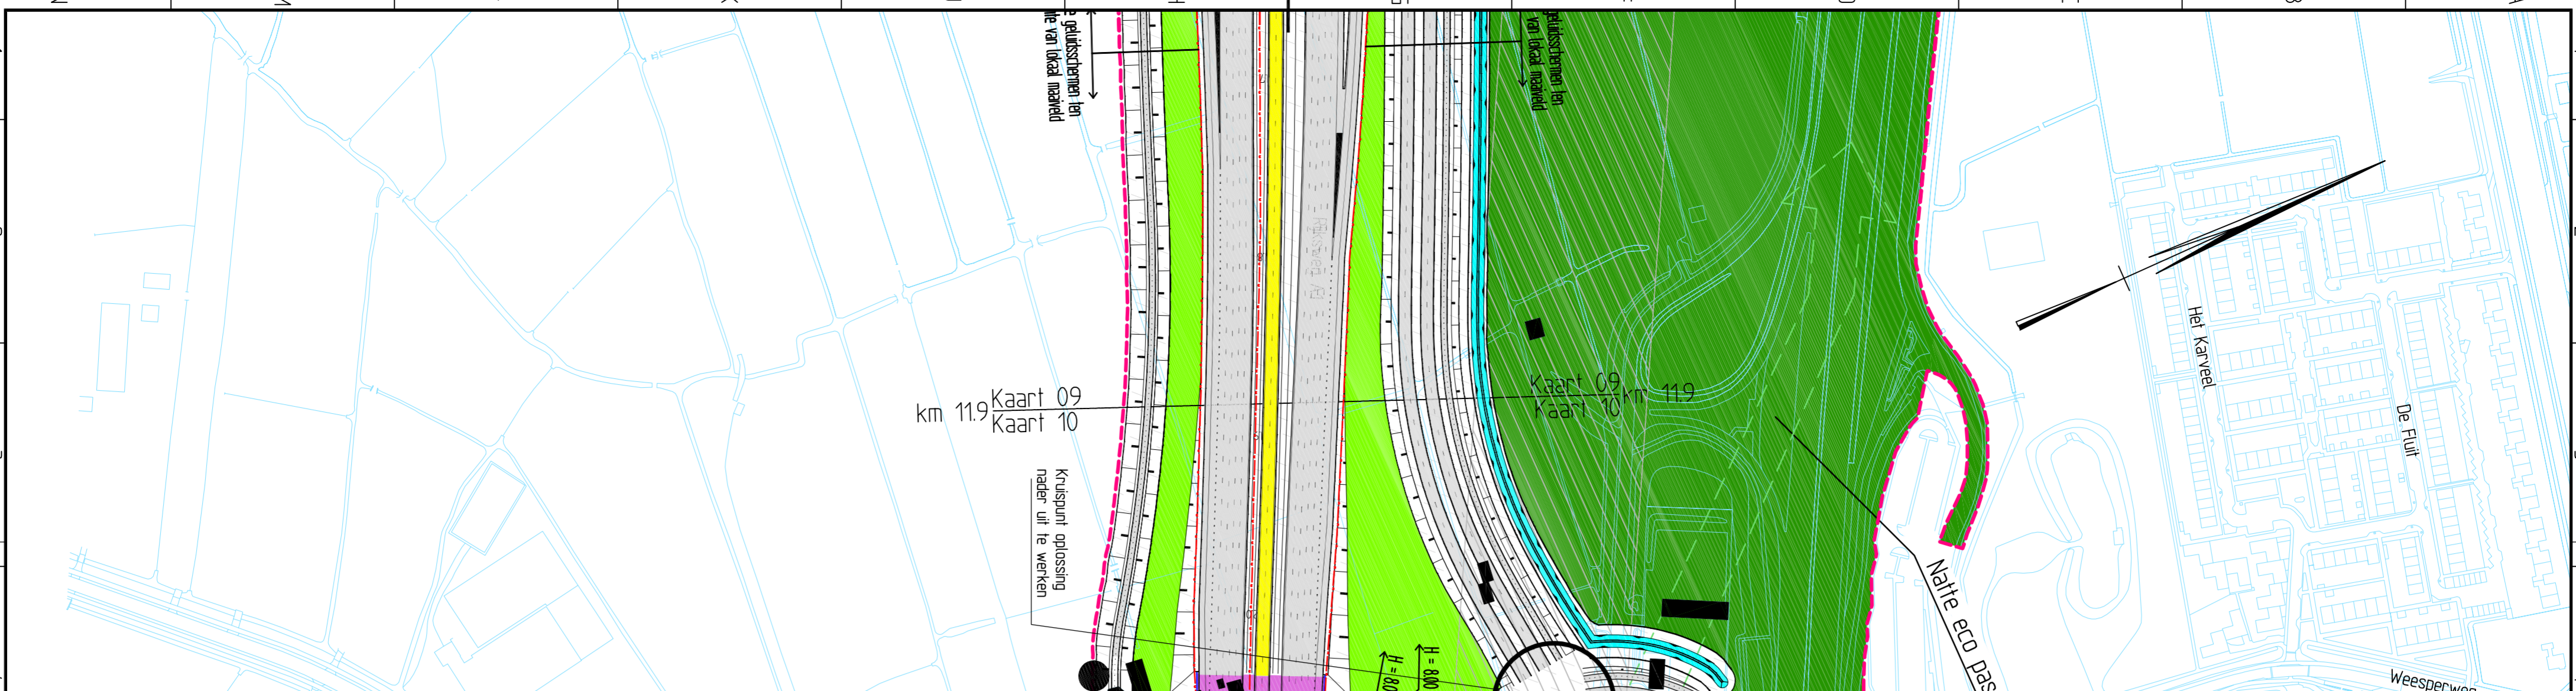 geluidsschermen ten
van lokaal maaiveld
geluidsschermen ten
van lokaal maaiveld
Het Karveel
De Fluit
km 11.9
Kaart 09
Kaart 10
Kaart 09
Kaart 10
km 11.9
Kruispunt oplossing
nader uit te werken
Natte eco pas
H = 8.00
H = 8.0
Weesperweg